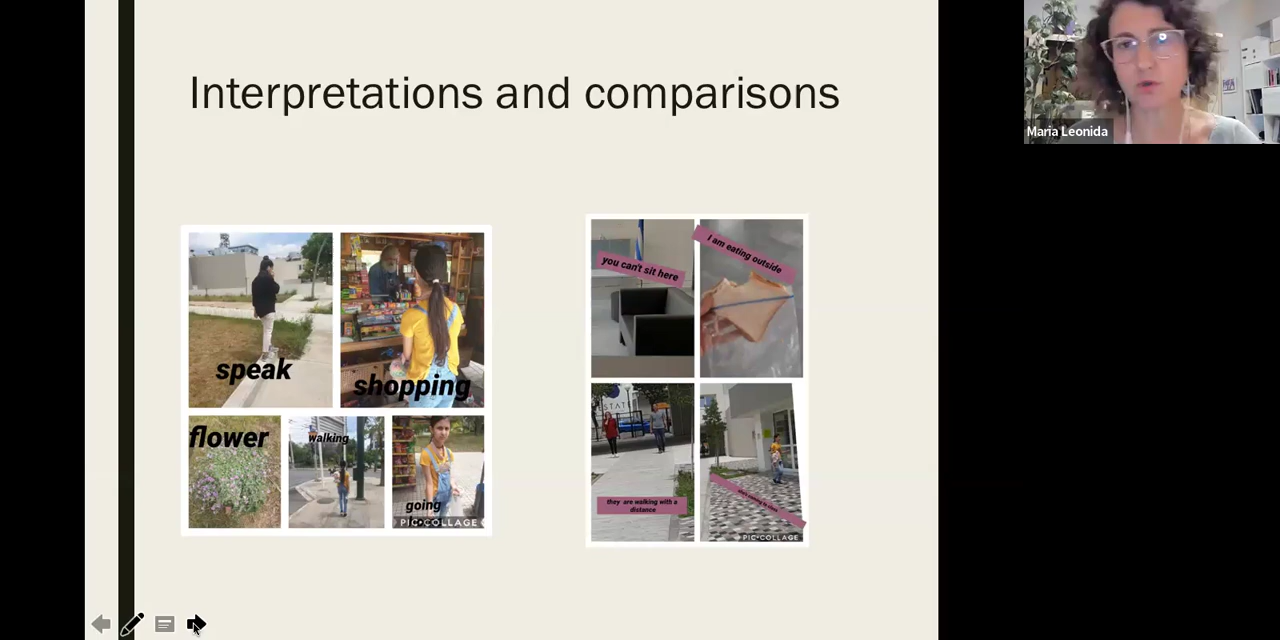 Interpretations and comparisons
Maria Leonida
speak
shopping
flower
walking
going
PIC•COLLAGE
you can't sit here
I am eating outside
STAT
they are walking with a
distance
PIC•COLLAGE